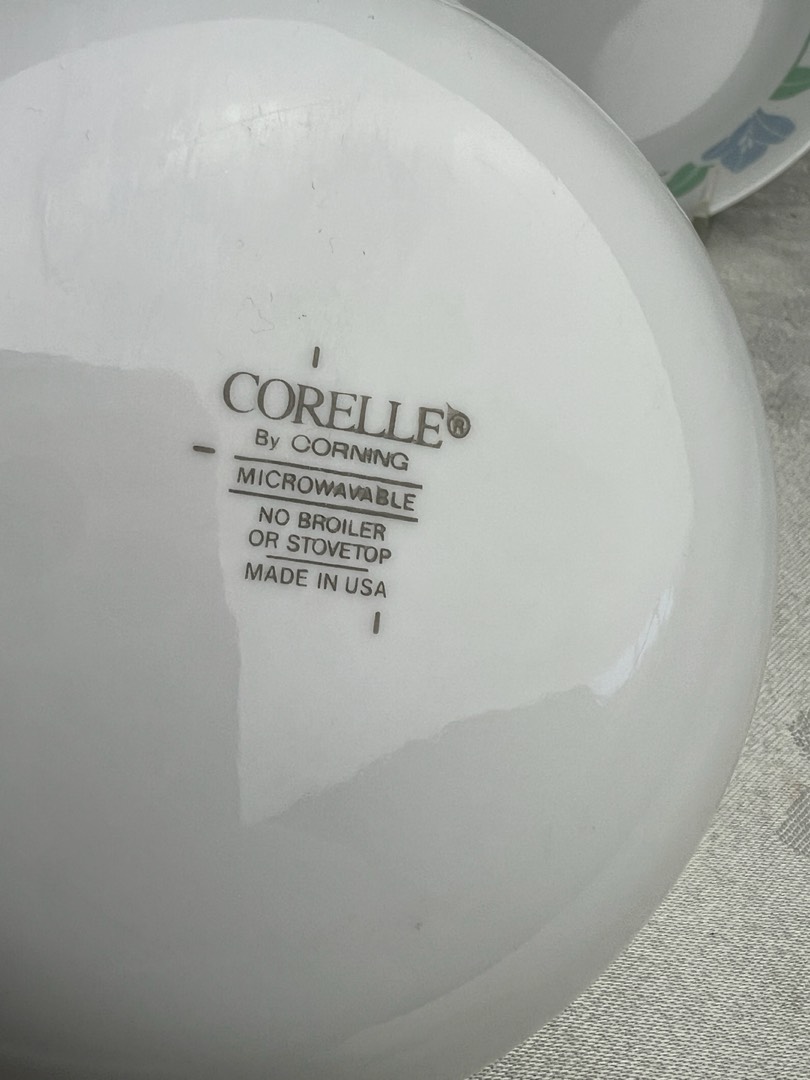 CORELLE®
By CORNING
MICROWAVABLE
NO BROILER
OR STOVETOP
MADE IN USA